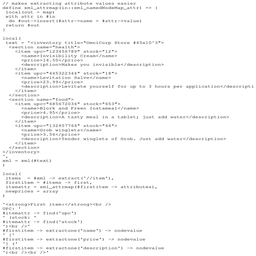 // makes extracting attribute values easier
define xml_attrmap(in::xml_namedNodeMap_attr) => {
local(out = map)
with attr in #in
do #out->insert(#attr->name = #attr->value)
return #out
}
local(
text = '<inventory title="OmniCorp Store #45x10^3">
<section name="health">
<item upc="123456789" stock="12">
<name>Invisibility Cream</name>
<price>14.50</price>
<description>Makes you invisible</description>
</item>
<item upc="445322344" stock="18">
<name>Levitation Salve</name>
<price>23.99</price>
<description>Levitate yourself for up to 3 hours per application</description>
</item>
</section>
<section name="food">
<item upc="485672034" stock="653">
<name>Blork and Freen Instameal</name>
<price>4.95</price>
<description>A tasty meal in a tablet; just add water</description>
</item>
<item upc="132957764" stock="44">
<name>Grob winglets</name>
<price>3.56</price>
<description>Tender winglets of Grob. Just add water</description>
</item>
</section>
</inventory>
',
xml = xml(#text)
)
local(
items = #xml -> extract('//item'),
firstitem = #items -> first,
itemattr = xml_attrmap(#firstitem -> attributes),
newprices = array
)
'<strong>First item:</strong><br />
UPC: '
#itemattr -> find('upc')
' (stock: '
#itemattr -> find('stock')
')<br />'
#firstitem -> extractone('name') -> nodevalue
' ['
#firstitem -> extractone('price') -> nodevalue
'] ('
#firstitem -> extractone('description') -> nodevalue
')<br /><br />'